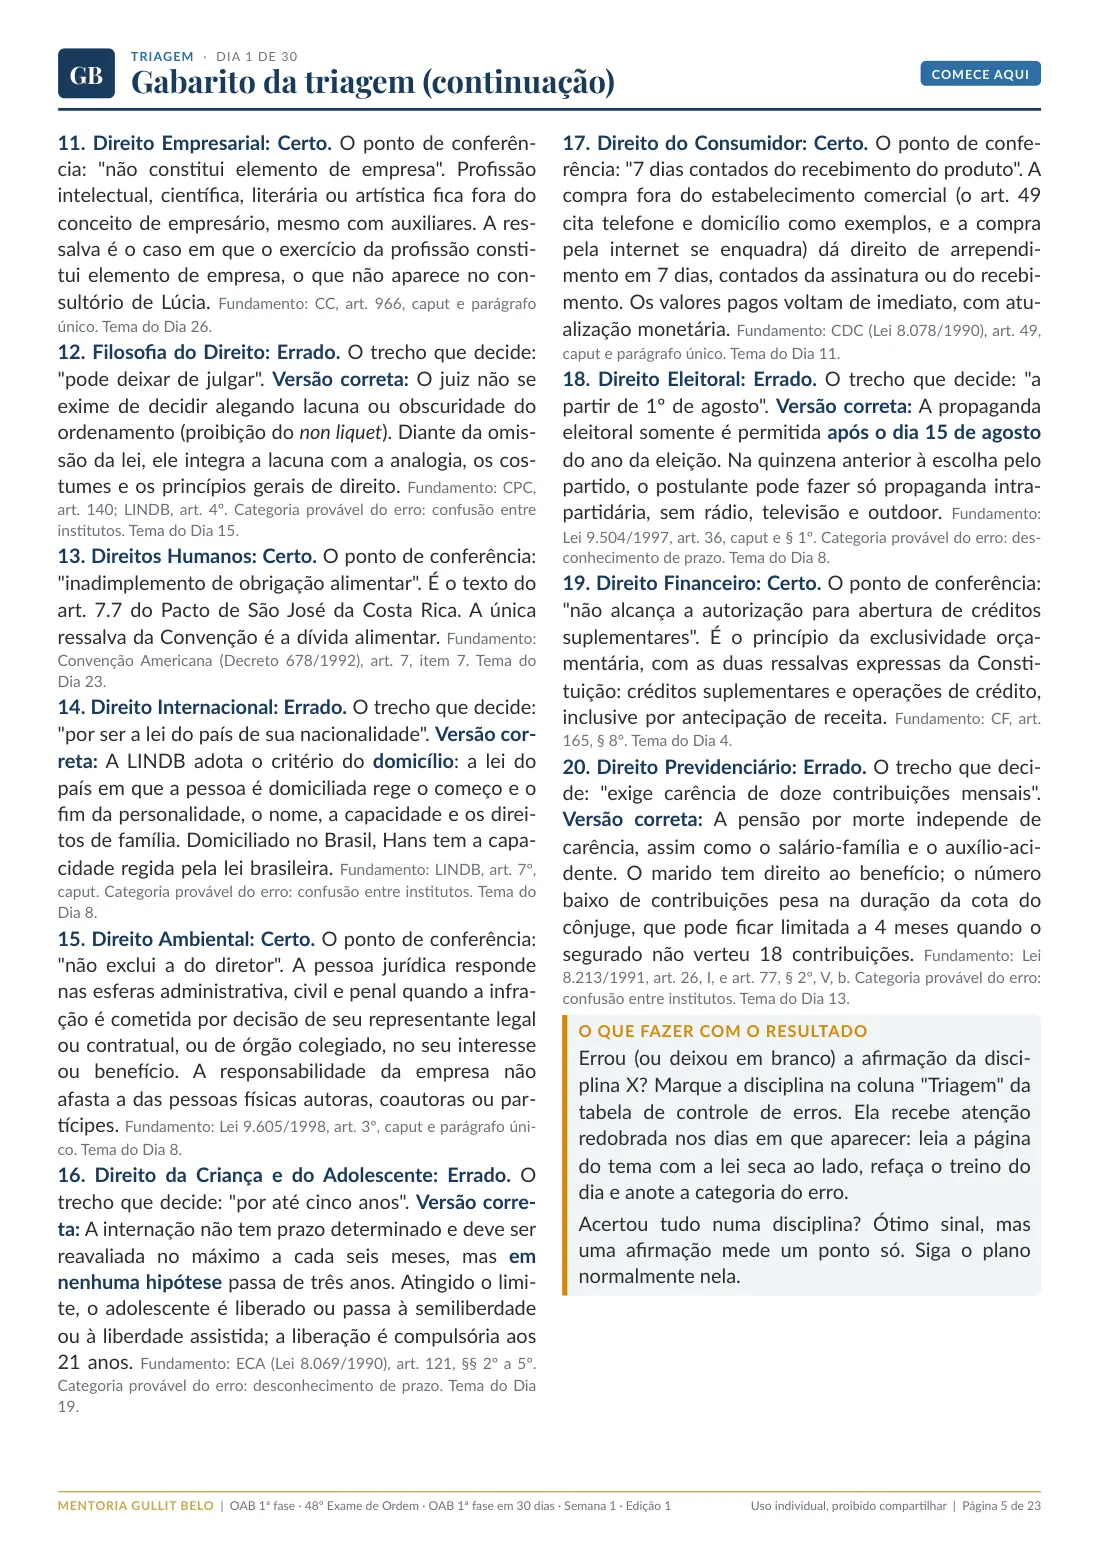 GB
TRIAGEM · DIA 1 DE 30
Gabarito da triagem (continuação)
COMECE AQUI
11. Direito Empresarial: Certo. O ponto de conferên-
cia: "não constitui elemento de empresa". Profissão
intelectual, científica, literária ou artística fica fora do
conceito de empresário, mesmo com auxiliares. A res-
salva é o caso em que o exercício da profissão consti-
tui elemento de empresa, o que não aparece no con-
sultório de Lúcia. Fundamento: CC, art. 966, caput e parágrafo
único. Tema do Dia 26.
12. Filosofia do Direito: Errado. O trecho que decide:
"pode deixar de julgar". Versão correta: O juiz não se
exime de decidir alegando lacuna ou obscuridade do
ordenamento (proibição do non liquet). Diante da omis-
são da lei, ele integra a lacuna com a analogia, os cos-
tumes e os princípios gerais de direito. Fundamento: CPC,
art. 140; LINDB, art. 4º. Categoria provável do erro: confusão entre
institutos. Tema do Dia 15.
13. Direitos Humanos: Certo. O ponto de conferência:
"inadimplemento de obrigação alimentar". É o texto do
art. 7.7 do Pacto de São José da Costa Rica. A única
ressalva da Convenção é a dívida alimentar. Fundamento:
Convenção Americana (Decreto 678/1992), art. 7, item 7. Tema do
Dia 23.
14. Direito Internacional: Errado. O trecho que decide:
"por ser a lei do país de sua nacionalidade". Versão cor-
reta: A LINDB adota o critério do domicílio: a lei do
país em que a pessoa é domiciliada rege o começo e o
fim da personalidade, o nome, a capacidade e os direi-
tos de família. Domiciliado no Brasil, Hans tem a capa-
cidade regida pela lei brasileira. Fundamento: LINDB, art. 7º,
caput. Categoria provável do erro: confusão entre institutos. Tema do
Dia 8.
15. Direito Ambiental: Certo. O ponto de conferência:
"não exclui a do diretor". A pessoa jurídica responde
nas esferas administrativa, civil e penal quando a infra-
ção é cometida por decisão de seu representante legal
ou contratual, ou de órgão colegiado, no seu interesse
ou benefício. A responsabilidade da empresa não
afasta a das pessoas físicas autoras, coautoras ou par-
tícipes. Fundamento: Lei 9.605/1998, art. 3º, caput e parágrafo úni-
co. Tema do Dia 8.
16. Direito da Criança e do Adolescente: Errado. O
trecho que decide: "por até cinco anos". Versão corre-
ta: A internação não tem prazo determinado e deve ser
reavaliada no máximo a cada seis meses, mas em
nenhuma hipótese passa de três anos. Atingido o limi-
te, o adolescente é liberado ou passa à semiliberdade
ou à liberdade assistida; a liberação é compulsória aos
21 anos. Fundamento: ECA (Lei 8.069/1990), art. 121, §§ 2º a 5º.
Categoria provável do erro: desconhecimento de prazo. Tema do Dia
19.
17. Direito do Consumidor: Certo. O ponto de confe-
rência: "7 dias contados do recebimento do produto". A
compra fora do estabelecimento comercial (o art. 49
cita telefone e domicílio como exemplos, e a compra
pela internet se enquadra) dá direito de arrependi-
mento em 7 dias, contados da assinatura ou do recebi-
mento. Os valores pagos voltam de imediato, com atu-
alização monetária. Fundamento: CDC (Lei 8.078/1990), art. 49,
caput e parágrafo único. Tema do Dia 11.
18. Direito Eleitoral: Errado. O trecho que decide: "a
partir de 1º de agosto". Versão correta: A propaganda
eleitoral somente é permitida após o dia 15 de agosto
do ano da eleição. Na quinzena anterior à escolha pelo
partido, o postulante pode fazer só propaganda intra-
partidária, sem rádio, televisão e outdoor. Fundamento:
Lei 9.504/1997, art. 36, caput e § 1º. Categoria provável do erro: des-
conhecimento de prazo. Tema do Dia 8.
19. Direito Financeiro: Certo. O ponto de conferência:
"não alcança a autorização para abertura de créditos
suplementares". É o princípio da exclusividade orça-
mentária, com as duas ressalvas expressas da Consti-
tuição: créditos suplementares e operações de crédito,
inclusive por antecipação de receita. Fundamento: CF, art.
165, § 8º. Tema do Dia 4.
20. Direito Previdenciário: Errado. O trecho que deci-
de: "exige carência de doze contribuições mensais".
Versão correta: A pensão por morte independe de
carência, assim como o salário-família e o auxílio-aci-
dente. O marido tem direito ao benefício; o número
baixo de contribuições pesa na duração da cota do
cônjuge, que pode ficar limitada a 4 meses quando o
segurado não verteu 18 contribuições. Fundamento: Lei
8.213/1991, art. 26, I, e art. 77, § 2º, V, b. Categoria provável do erro:
confusão entre institutos. Tema do Dia 13.
O QUE FAZER COM O RESULTADO
Errou (ou deixou em branco) a afirmação da disci-
plina X? Marque a disciplina na coluna "Triagem" da
tabela de controle de erros. Ela recebe atenção
redobrada nos dias em que aparecer: leia a página
do tema com a lei seca ao lado, refaça o treino do
dia e anote a categoria do erro.
Acertou tudo numa disciplina? Ótimo sinal, mas
uma afirmação mede um ponto só. Siga o plano
normalmente nela.
MENTORIA GULLIT BELO | OAB 1ª fase · 48º Exame de Ordem · OAB 1ª fase em 30 dias · Semana 1 · Edição 1
Uso individual, proibido compartilhar | Página 5 de 23